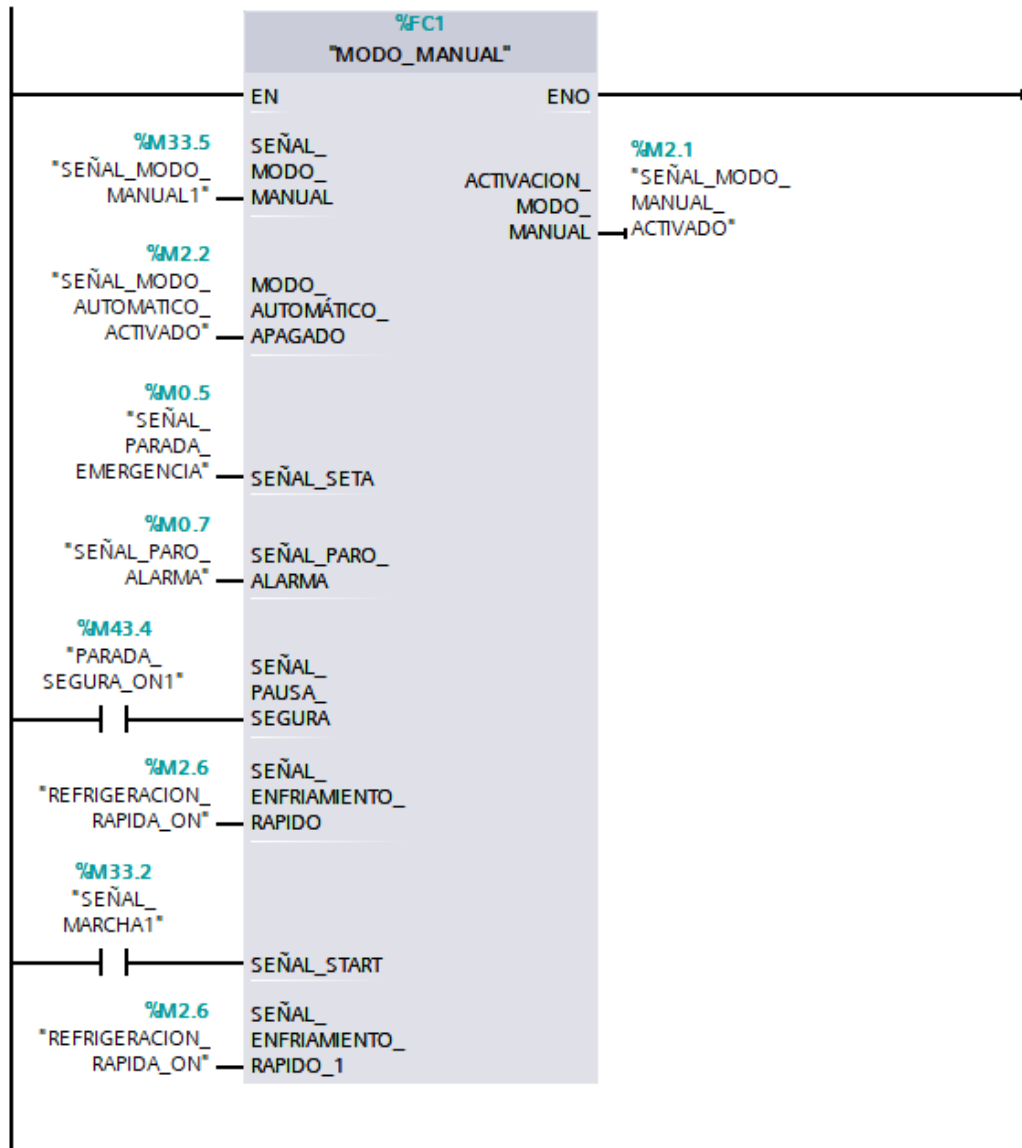 %FC1
"MODO_MANUAL"
EN
ENO
%M33.5
"SEÑAL_MODO_
MANUAL1"
SEÑAL_
MODO_
MANUAL
ACTIVACION_
MODO_
MANUAL
%M2.1
"SEÑAL_MODO_
MANUAL_
ACTIVADO"
%M2.2
"SEÑAL_MODO_
AUTOMATICO_
ACTIVADO"
MODO_
AUTOMÁTICO_
APAGADO
%M0.5
"SEÑAL_
PARADA_
EMERGENCIA"
SEÑAL_SETA
%M0.7
"SEÑAL_PARO_
ALARMA"
SEÑAL_PARO_
ALARMA
%M43.4
"PARADA_
SEGURA_ON1"
SEÑAL_
PAUSA_
SEGURA
%M2.6
"REFRIGERACION_
RAPIDA_ON"
SEÑAL_
ENFRIAMIENTO_
RAPIDO
%M33.2
"SEÑAL_
MARCHA1"
SEÑAL_START
%M2.6
"REFRIGERACION_
RAPIDA_ON"
SEÑAL_
ENFRIAMIENTO_
RAPIDO_1